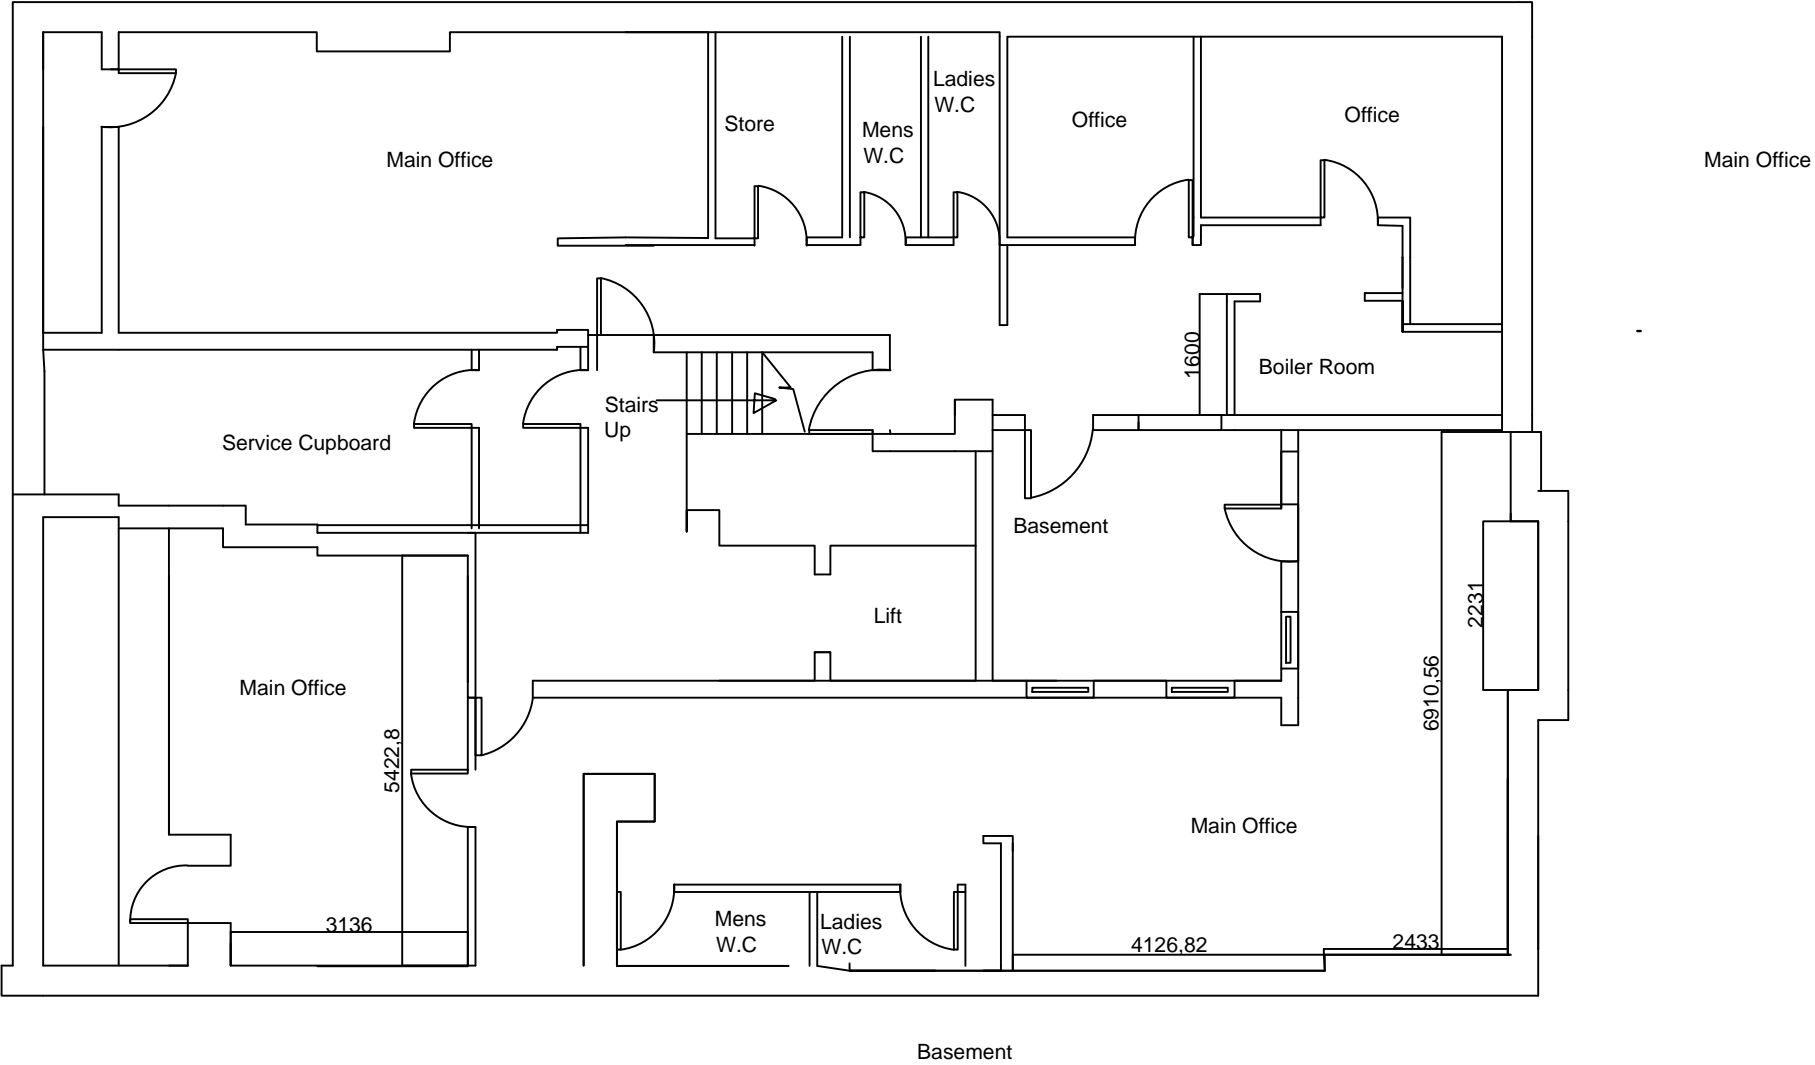 Ladies
W.C
Store
Mens
W.C
Office
Office
Main Office
Main Office
1600
Boiler Room
Stairs
Up
Service Cupboard
Basement
2231
Lift
Main Office
6910,56
5422,8
Main Office
3136
Mens
W.C
Ladies
W.C
4126,82
2433
Basement